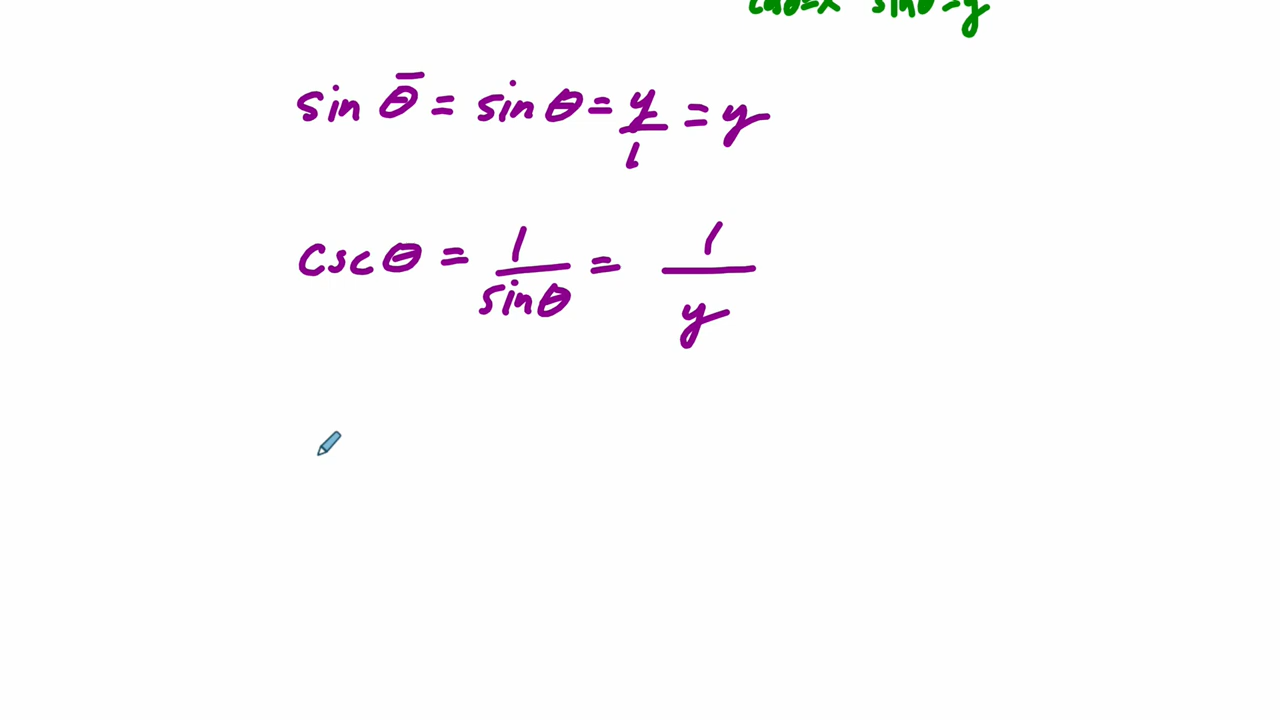 cosθ=x sinθ=y
sin θ̅ = sin θ = y/1 = y
csc θ = 1/sinθ = 1/y